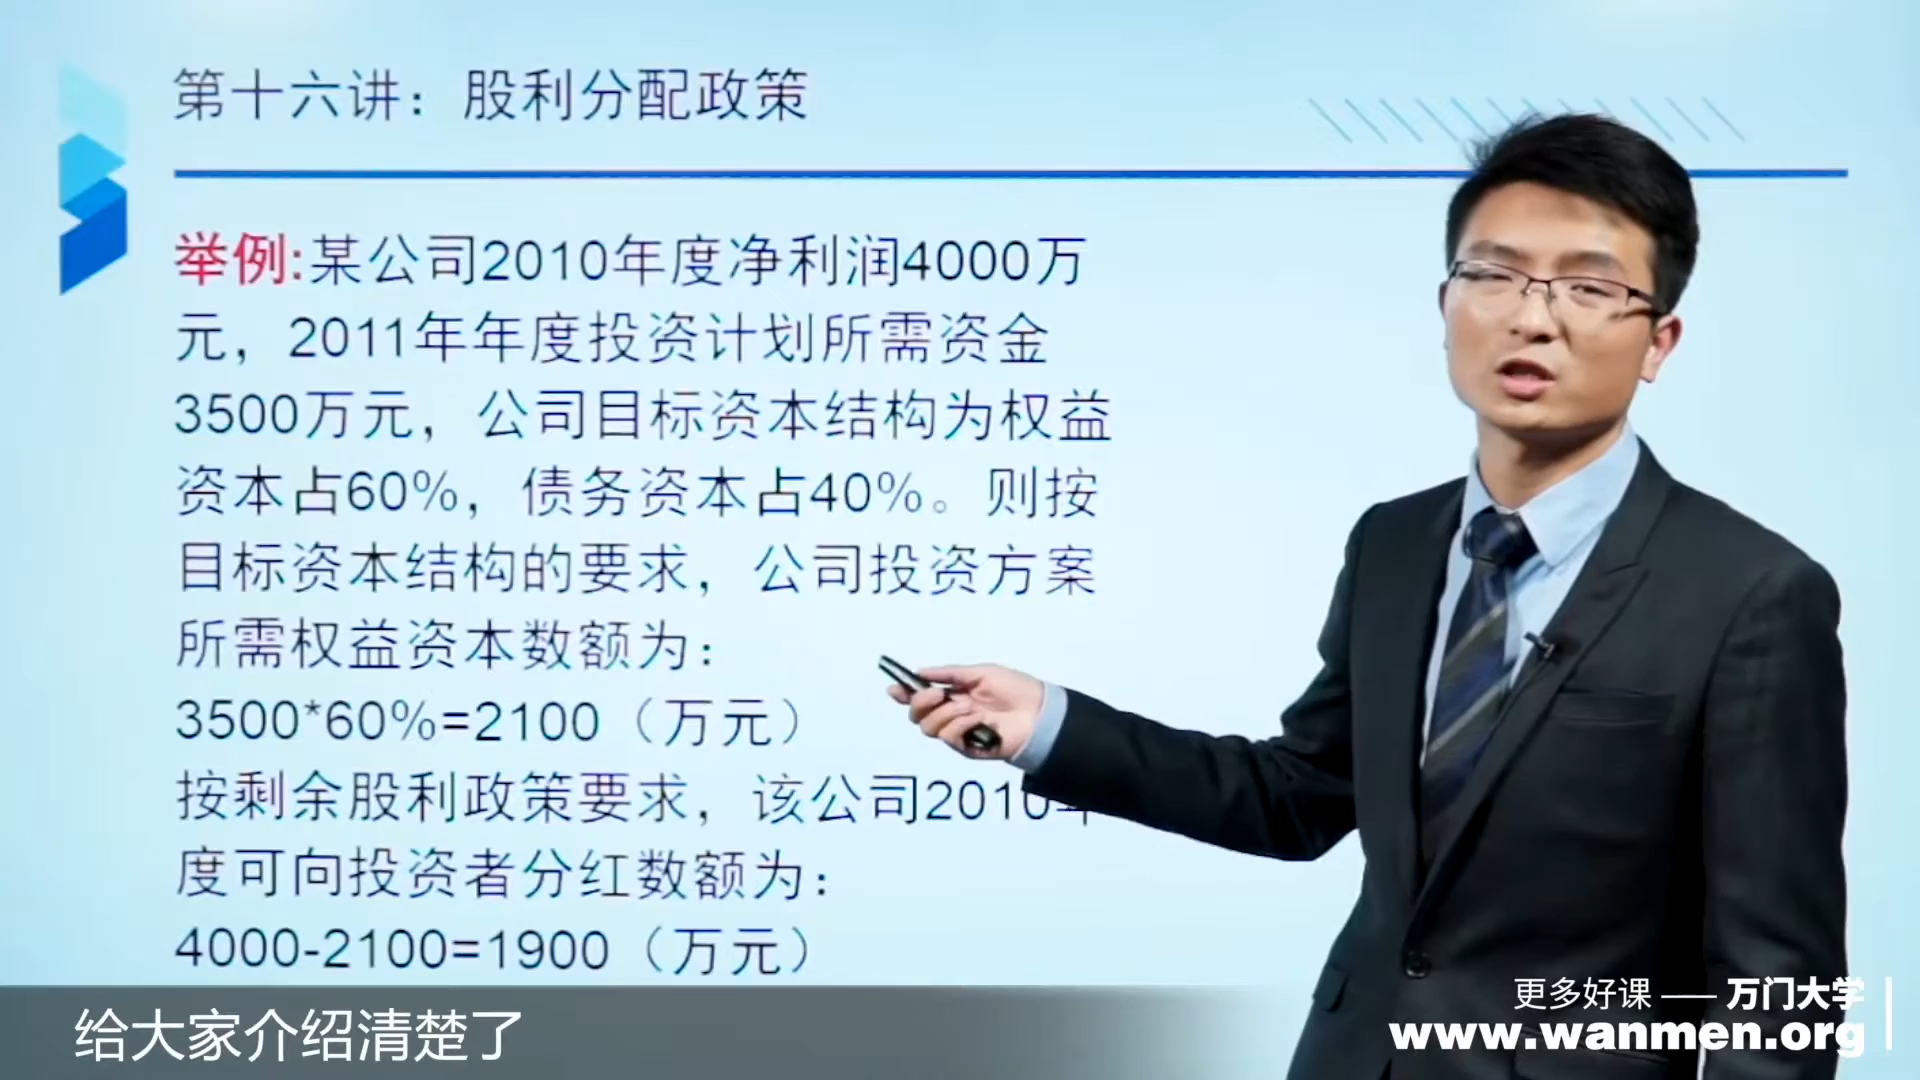 第十六讲：股利分配政策
举例:某公司2010年度净利润4000万
元，2011年年度投资计划所需资金
3500万元，公司目标资本结构为权益
资本占60%，债务资本占40%。则按
目标资本结构的要求，公司投资方案
所需权益资本数额为：
3500*60%=2100（万元）
按剩余股利政策要求，该公司2010年
度可向投资者分红数额为：
4000-2100=1900（万元）
给大家介绍清楚了
更多好课 —— 万门大学
www.wanmen.org